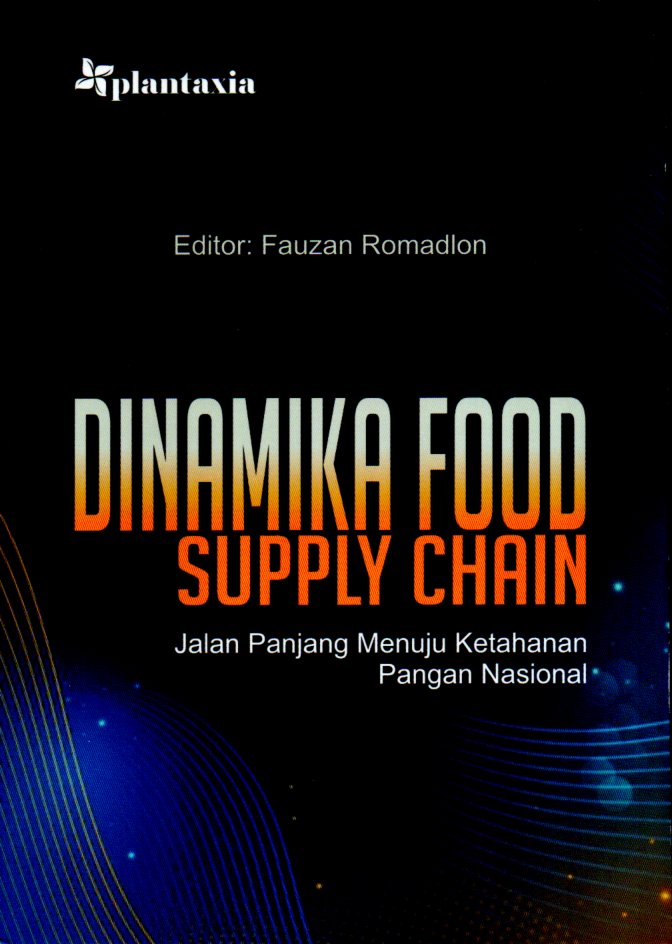 plantaxia
Editor: Fauzan Romadlon
DINAMIKA FOOD
SUPPLY CHAIN
Jalan Panjang Menuju Ketahanan
Pangan Nasional